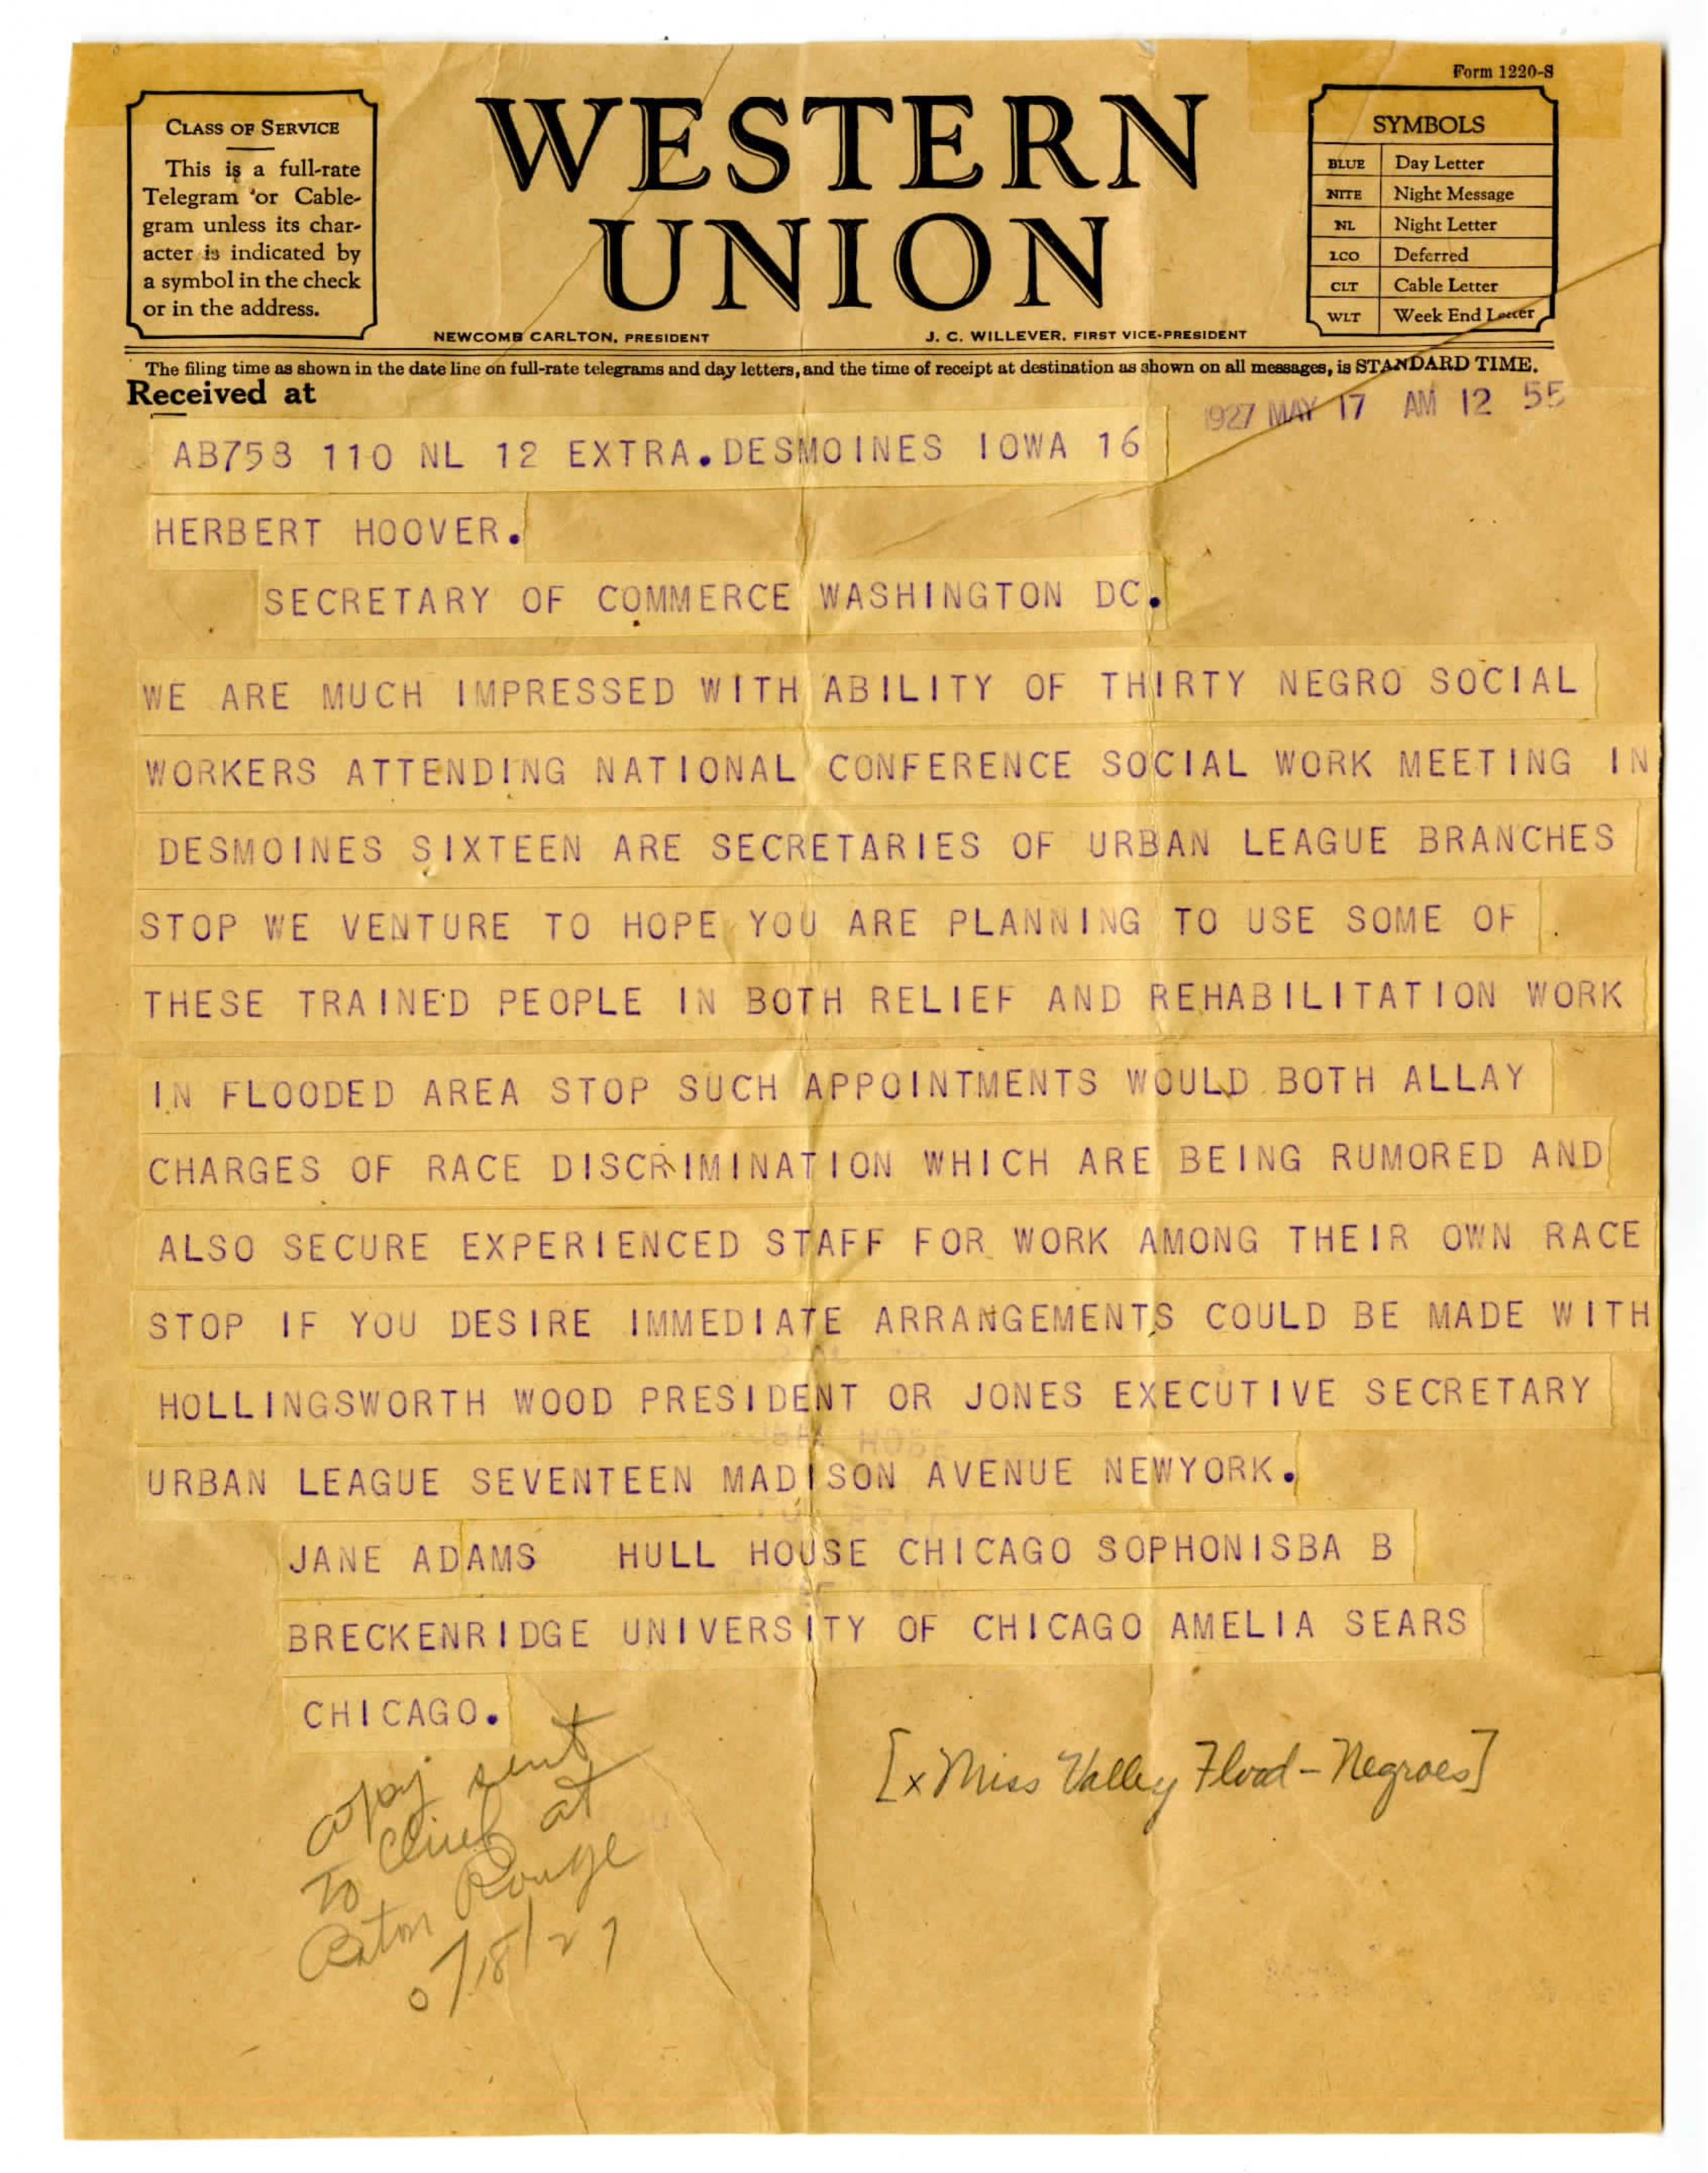 Form 1220-S
CLASS OF SERVICE
This is a full-rate
Telegram or Cable-
gram unless its char-
acter is indicated by
a symbol in the check
or in the address.
WESTERN
UNION
NEWCOMB CARLTON, PRESIDENT
J. C. WILLEVER, FIRST VICE-PRESIDENT
SYMBOLS
BLUE Day Letter
NITE Night Message
NL Night Letter
LCO Deferred
CLT Cable Letter
WLT Week End Letter
The filing time as shown in the date line on full-rate telegrams and day letters, and the time of receipt at destination as shown on all messages, is STANDARD TIME.
Received at
1927 MAY 17 AM 12 55
AB758 110 NL 12 EXTRA. DESMOINES IOWA 16
HERBERT HOOVER.
SECRETARY OF COMMERCE WASHINGTON DC.
WE ARE MUCH IMPRESSED WITH ABILITY OF THIRTY NEGRO SOCIAL
WORKERS ATTENDING NATIONAL CONFERENCE SOCIAL WORK MEETING IN
DESMOINES SIXTEEN ARE SECRETARIES OF URBAN LEAGUE BRANCHES
STOP WE VENTURE TO HOPE YOU ARE PLANNING TO USE SOME OF
THESE TRAINED PEOPLE IN BOTH RELIEF AND REHABILITATION WORK
IN FLOODED AREA STOP SUCH APPOINTMENTS WOULD BOTH ALLAY
CHARGES OF RACE DISCRIMINATION WHICH ARE BEING RUMORED AND
ALSO SECURE EXPERIENCED STAFF FOR WORK AMONG THEIR OWN RACE
STOP IF YOU DESIRE IMMEDIATE ARRANGEMENTS COULD BE MADE WITH
HOLLINGSWORTH WOOD PRESIDENT OR JONES EXECUTIVE SECRETARY
URBAN LEAGUE SEVENTEEN MADISON AVENUE NEWYORK.
JANE ADAMS HULL HOUSE CHICAGO SOPHONISBA B
BRECKENRIDGE UNIVERSITY OF CHICAGO AMELIA SEARS
CHICAGO.
copy sent
to Chief at
Baton Rouge
[x Miss Valley Flood - Negroes]